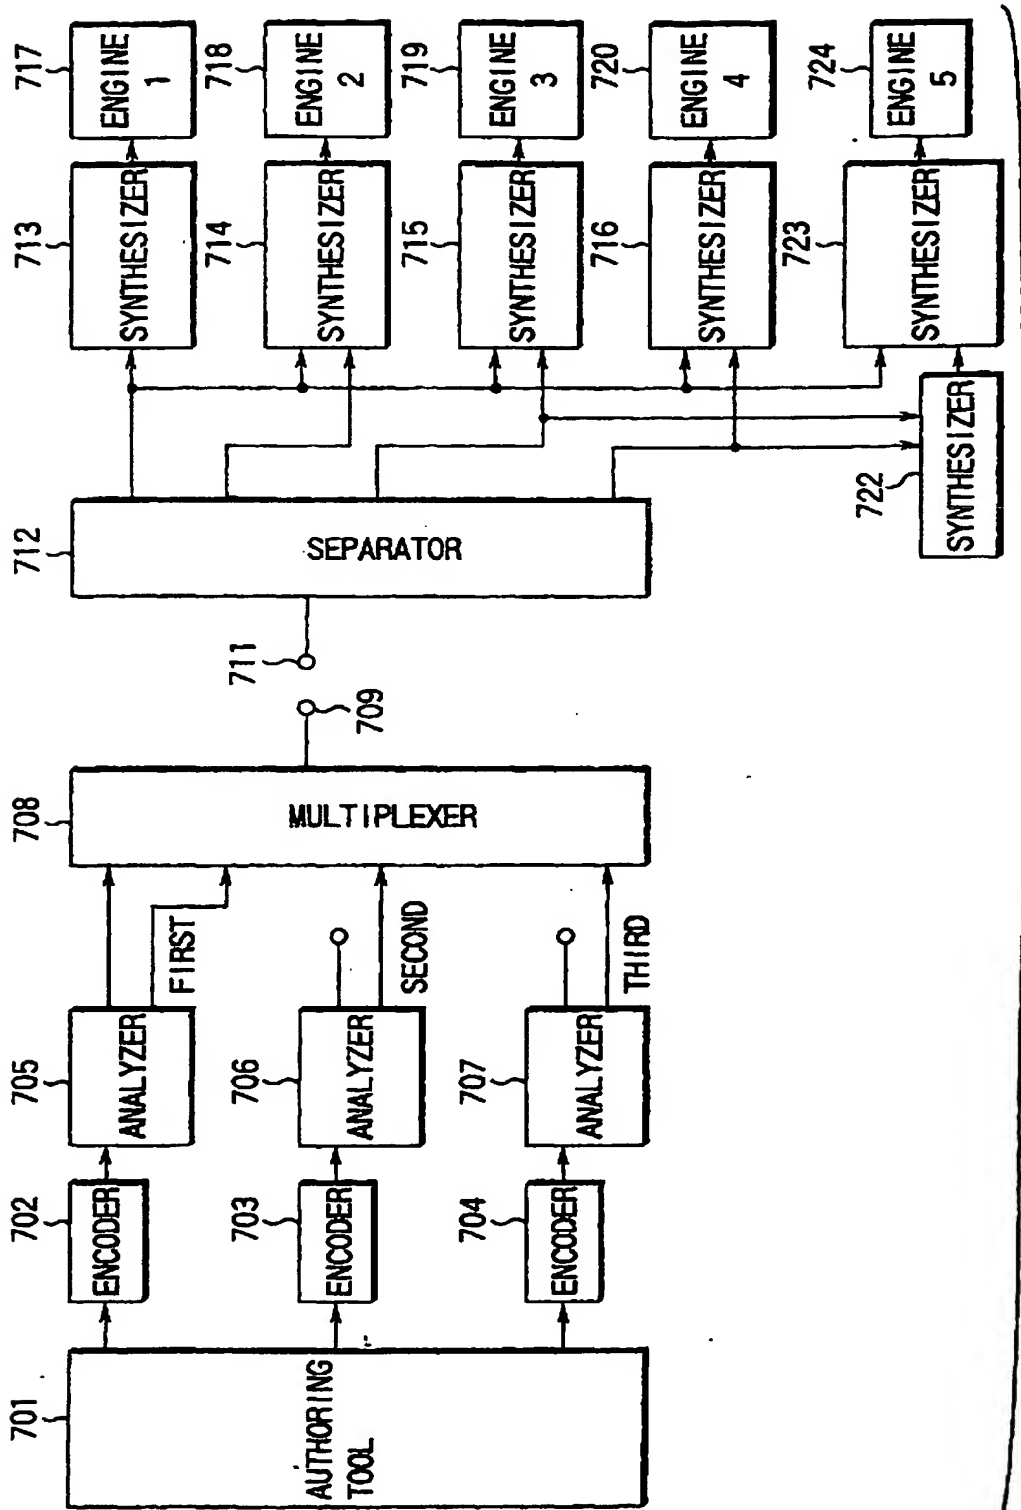 701
AUTHORING
TOOL
702
ENCODER
703
ENCODER
704
ENCODER
705
ANALYZER
706
ANALYZER
707
ANALYZER
FIRST
SECOND
THIRD
708
MULTIPLEXER
709
711
712
SEPARATOR
713
SYNTHESIZER
714
SYNTHESIZER
715
SYNTHESIZER
716
SYNTHESIZER
722
SYNTHESIZER
723
SYNTHESIZER
717
ENGINE
1
718
ENGINE
2
719
ENGINE
3
720
ENGINE
4
724
ENGINE
5